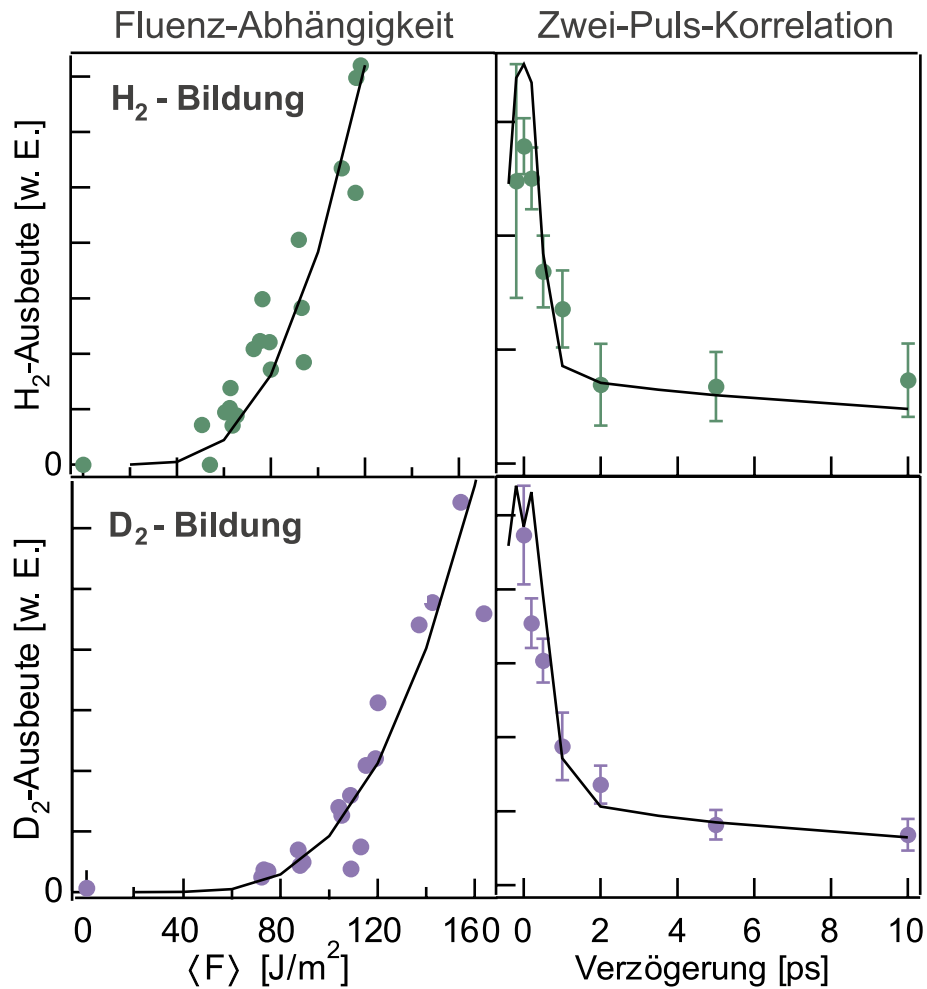 Fluenz-Abhängigkeit
Zwei-Puls-Korrelation
H₂ - Bildung
H₂-Ausbeute [w. E.]
0
D₂ - Bildung
D₂-Ausbeute [w. E.]
0
0 40 80 120 160
⟨F⟩ [J/m²]
0 2 4 6 8 10
Verzögerung [ps]